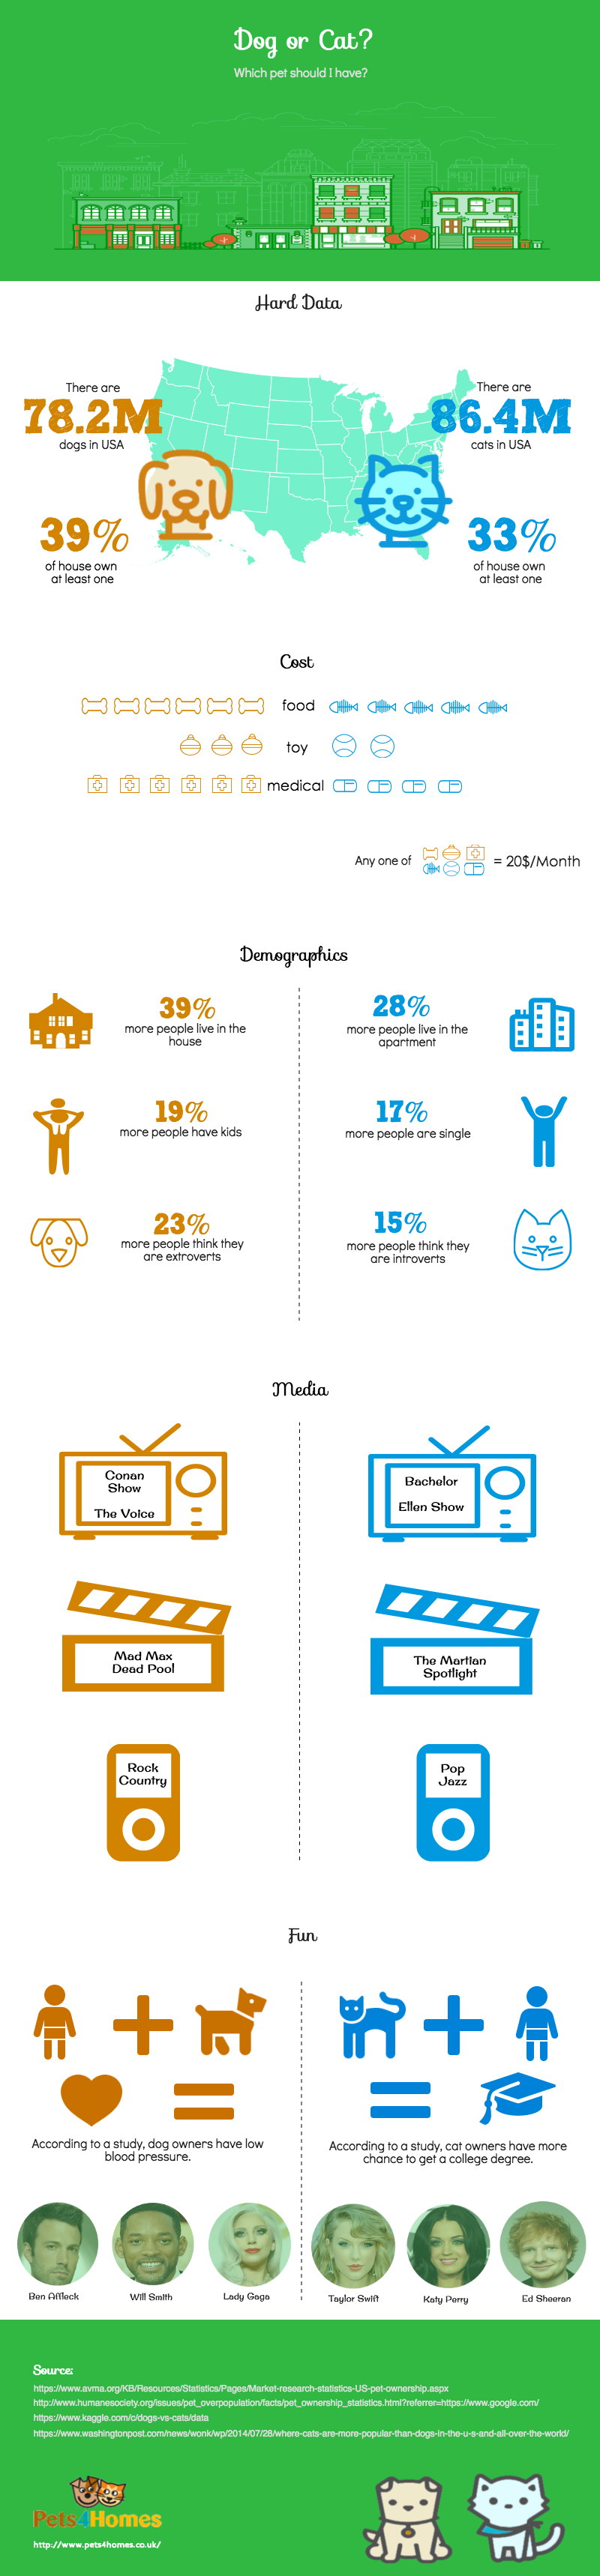 Dog or Cat?
Which pet should I have?
Hard Data
There are
78.2M
dogs in USA
There are
86.4M
cats in USA
39%
of house own
at least one
33%
of house own
at least one
Cost
food
toy
medical
Any one of
= 20$/Month
Demographics
39%
more people live in the
house
28%
more people live in the
apartment
19%
more people have kids
17%
more people are single
23%
more people think they
are extroverts
15%
more people think they
are introverts
Media
Conan
Show
The Voice
Bachelor
Ellen Show
Mad Max
Dead Pool
The Martian
Spotlight
Rock
Country
Pop
Jazz
Fun
According to a study, dog owners have low
blood pressure.
According to a study, cat owners have more
chance to get a college degree.
Ben Affleck
Will Smith
Lady Gaga
Taylor Swift
Katy Perry
Ed Sheeran
Source:
https://www.avma.org/KB/Resources/Statistics/Pages/Market-research-statistics-US-pet-ownership.aspx
http://www.humanesociety.org/issues/pet_overpopulation/facts/pet_ownership_statistics.html?referrer=https://www.google.com/
https://www.kaggle.com/c/dogs-vs-cats/data
https://www.washingtonpost.com/news/wonk/wp/2014/07/28/where-cats-are-more-popular-than-dogs-in-the-u-s-and-all-over-the-world/
Pets4Homes
http://www.pets4homes.co.uk/